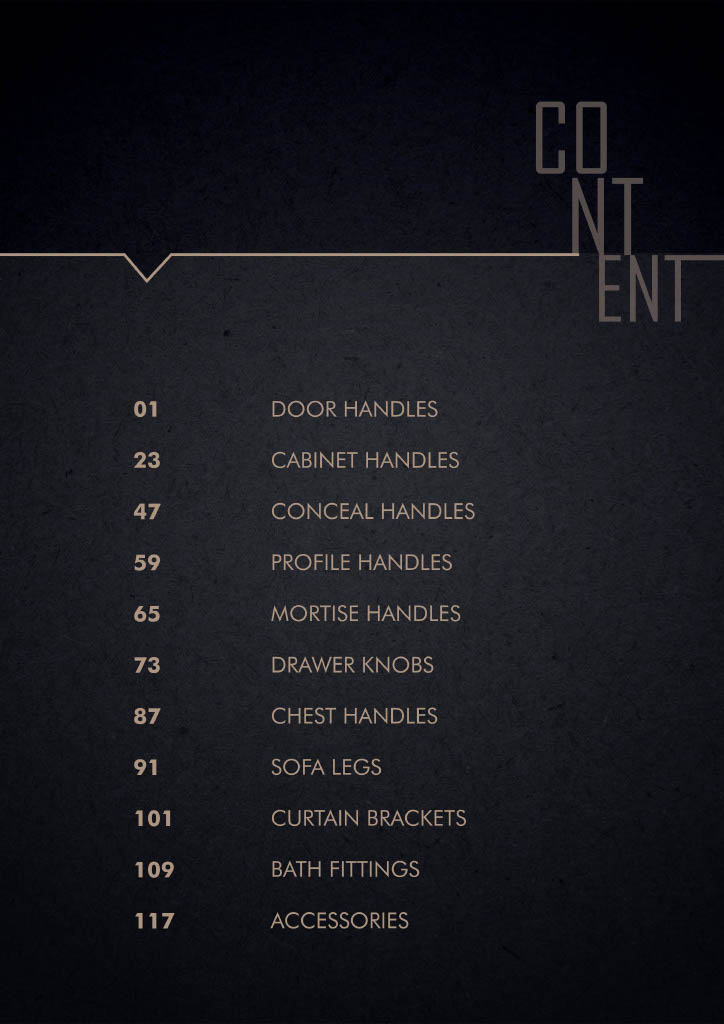 CO
NT
ENT
01 DOOR HANDLES
23 CABINET HANDLES
47 CONCEAL HANDLES
59 PROFILE HANDLES
65 MORTISE HANDLES
73 DRAWER KNOBS
87 CHEST HANDLES
91 SOFA LEGS
101 CURTAIN BRACKETS
109 BATH FITTINGS
117 ACCESSORIES